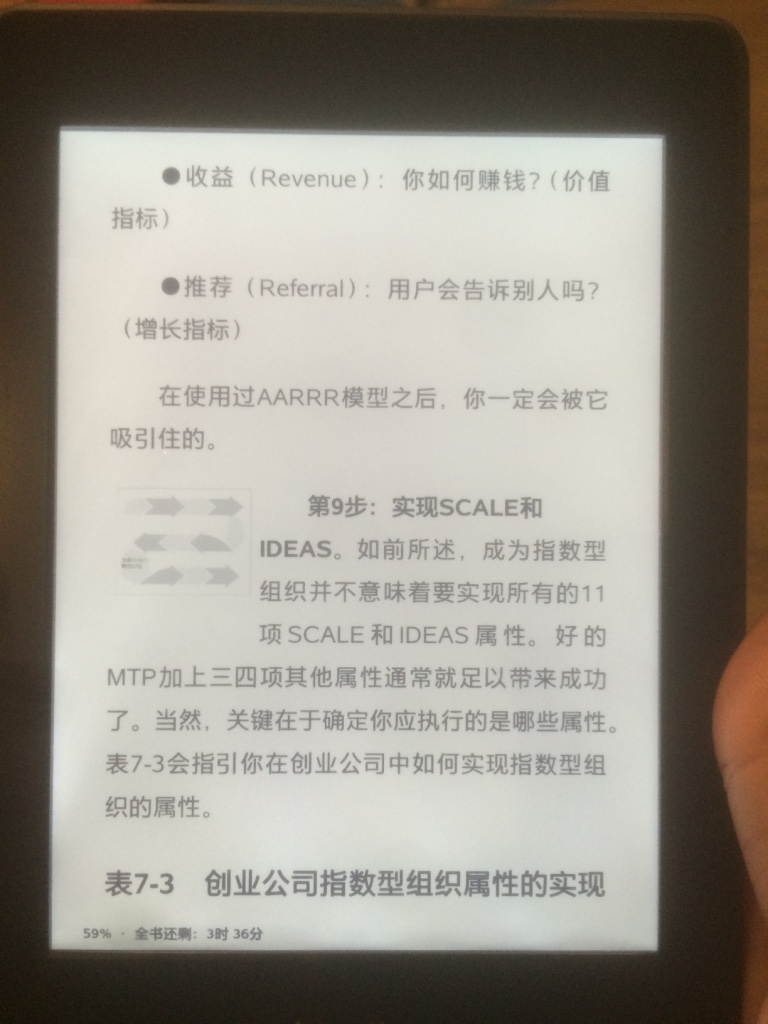 ●收益（Revenue）：你如何赚钱？（价值
指标）
●推荐（Referral）：用户会告诉别人吗？
（增长指标）
在使用过AARRR模型之后，你一定会被它
吸引住的。
第9步：实现SCALE和
IDEAS。如前所述，成为指数型
组织并不意味着要实现所有的11
项SCALE和IDEAS属性。好的
MTP加上三四项其他属性通常就足以带来成功
了。当然，关键在于确定你应执行的是哪些属性。
表7-3会指引你在创业公司中如何实现指数型组
织的属性。
表7-3 创业公司指数型组织属性的实现
59% · 全书还剩：3时 36分